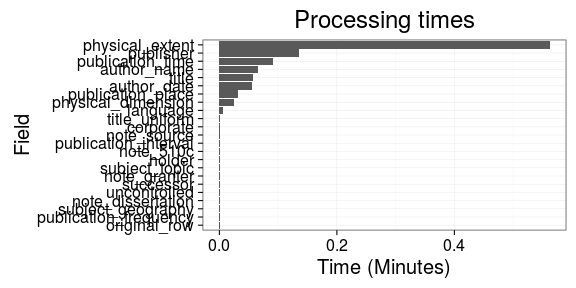 Processing times
Field
physical_extent
publisher
publication_time
author_name
title
author_date
publication_place
physical_dimension
language
title_uniform
corporate
note_source
publication_interval
note_510c
holder
subject_topic
note_granter
successor
uncontrolled
note_dissertation
subject_geography
publication_frequency
original_row
0.0 0.2 0.4
Time (Minutes)